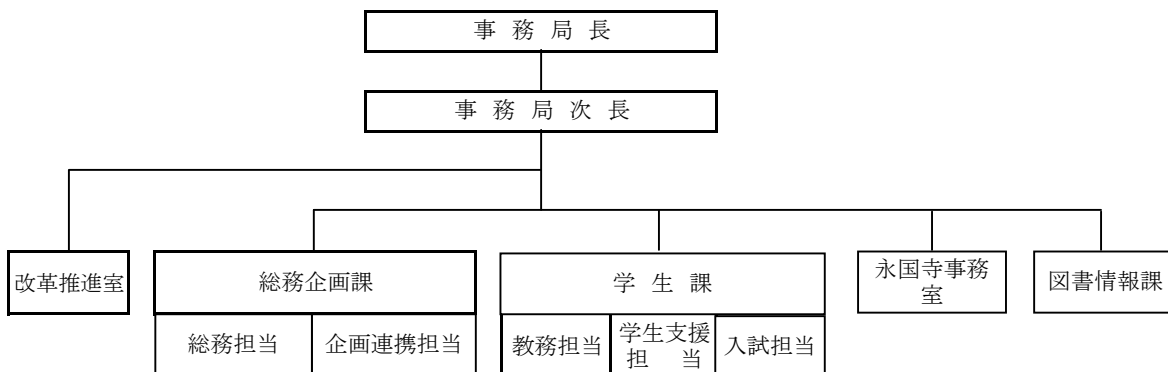 事務局長
事務局次長
改革推進室
総務企画課
学生課
永国寺事務
室
図書情報課
総務担当
企画連携担当
教務担当
学生支援
担当
入試担当